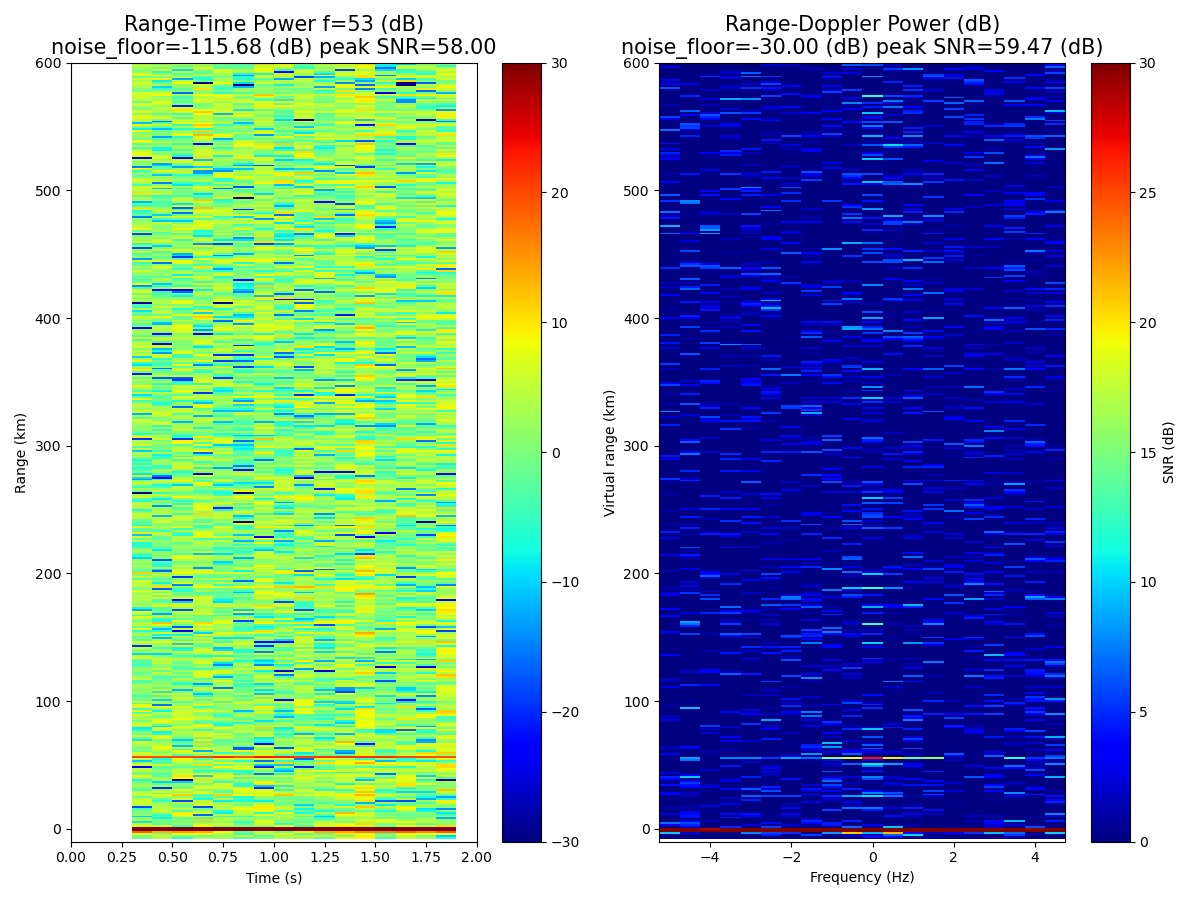 Range-Time Power f=53 (dB)
noise_floor=-115.68 (dB) peak SNR=58.00
Range-Doppler Power (dB)
noise_floor=-30.00 (dB) peak SNR=59.47 (dB)
600
500
400
300
200
100
0
Range (km)
0.00 0.25 0.50 0.75 1.00 1.25 1.50 1.75 2.00
Time (s)
30
20
10
0
−10
−20
−30
600
500
400
300
200
100
0
Virtual range (km)
−4 −2 0 2 4
Frequency (Hz)
30
25
20
15
10
5
0
SNR (dB)